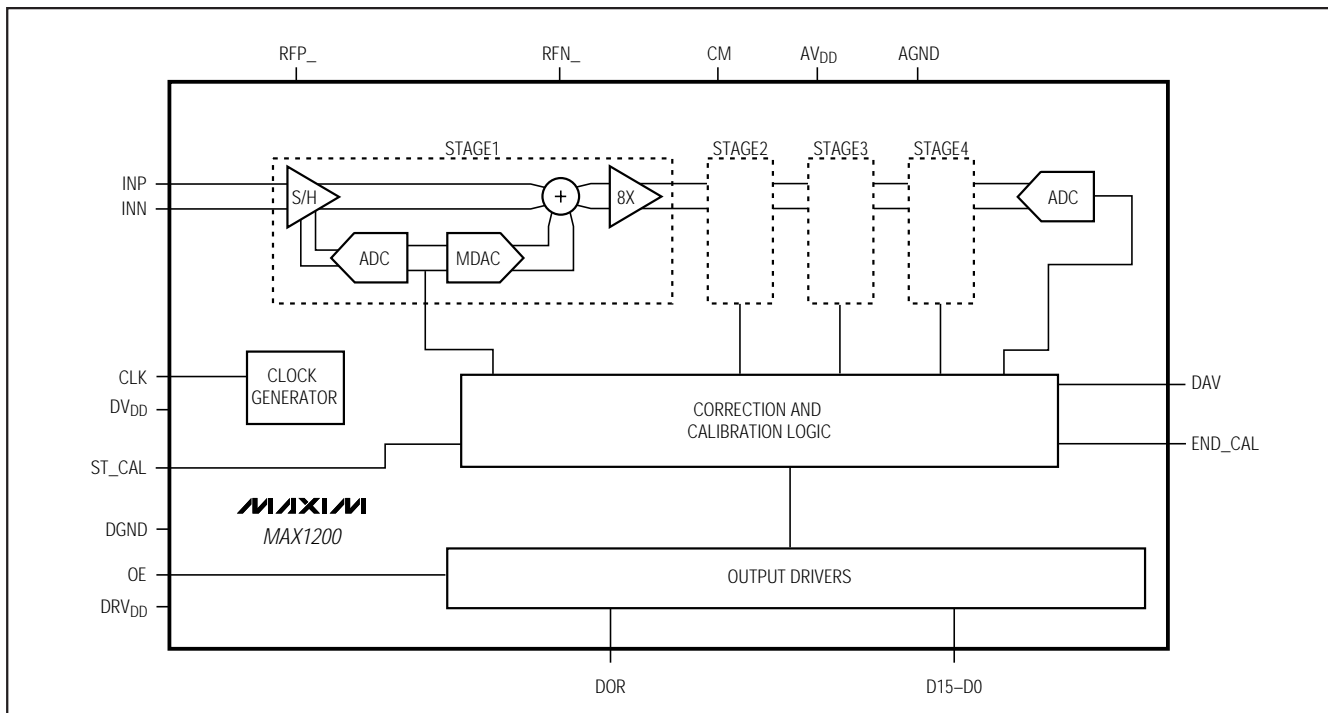 RFP_
RFN_
CM
AVDD
AGND
STAGE1
STAGE2
STAGE3
STAGE4
INP
INN
S/H
+
8X
ADC
ADC
MDAC
CLK
CLOCK
GENERATOR
DVDD
CORRECTION AND
CALIBRATION LOGIC
DAV
END_CAL
ST_CAL
MAXIM
MAX1200
DGND
OE
OUTPUT DRIVERS
DRVDD
DOR
D15–D0